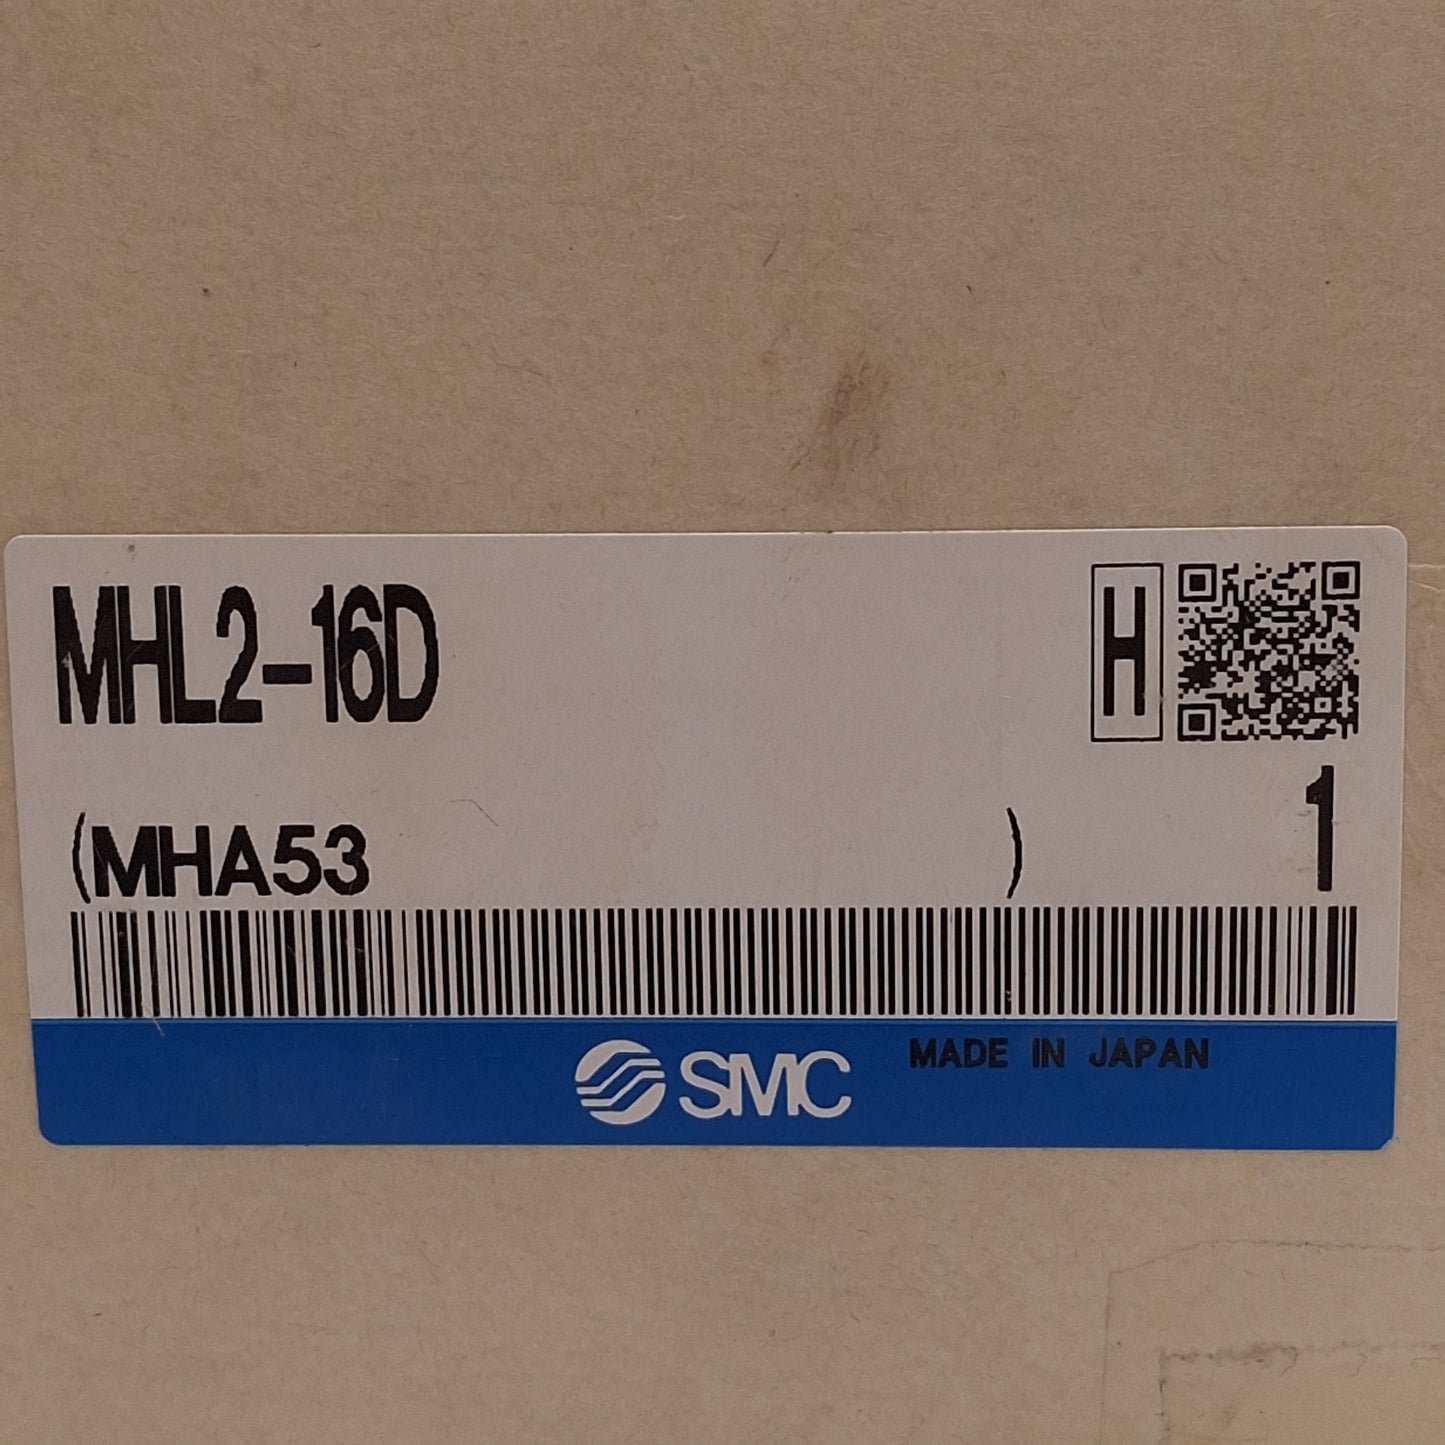 MHL2-16D
H
(MHA53 )
1
SMC
MADE IN JAPAN